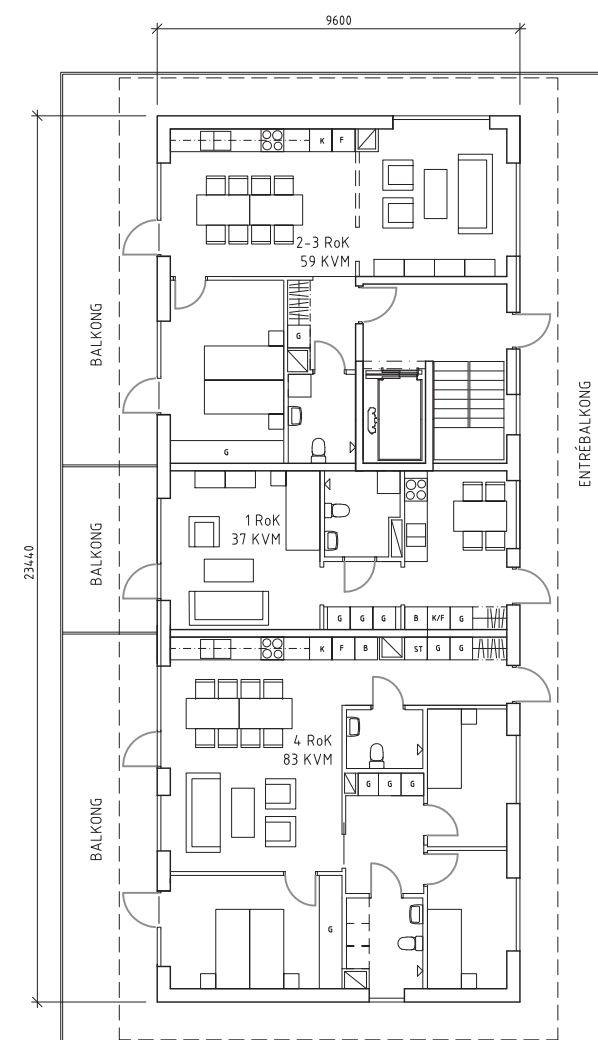 9600
K F
2-3 RoK
59 KVM
BALKONG
G
ENTRÉBALKONG
G
1 RoK
37 KVM
BALKONG
23440
G G G B K/F G
K F B ST G G
4 RoK
83 KVM
G G G
BALKONG
G